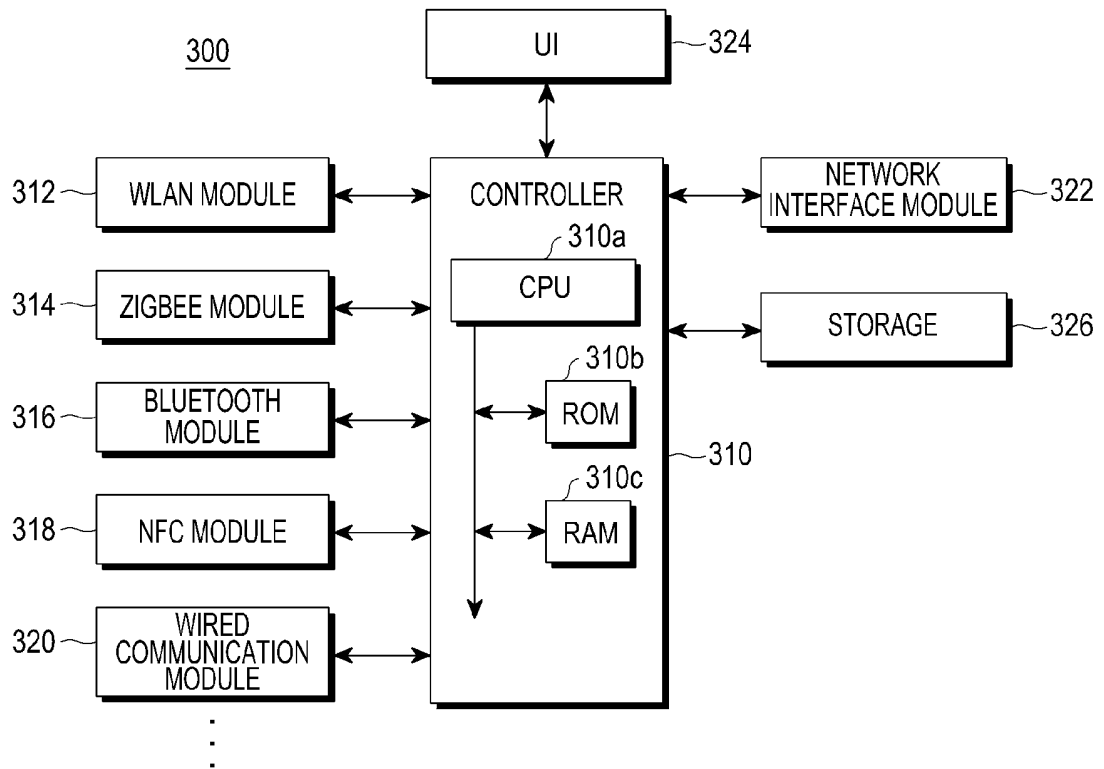 300
UI
324
312
WLAN MODULE
CONTROLLER
NETWORK
INTERFACE MODULE
322
310a
CPU
314
ZIGBEE MODULE
STORAGE
326
310b
ROM
316
BLUETOOTH
MODULE
310
310c
RAM
318
NFC MODULE
320
WIRED
COMMUNICATION
MODULE